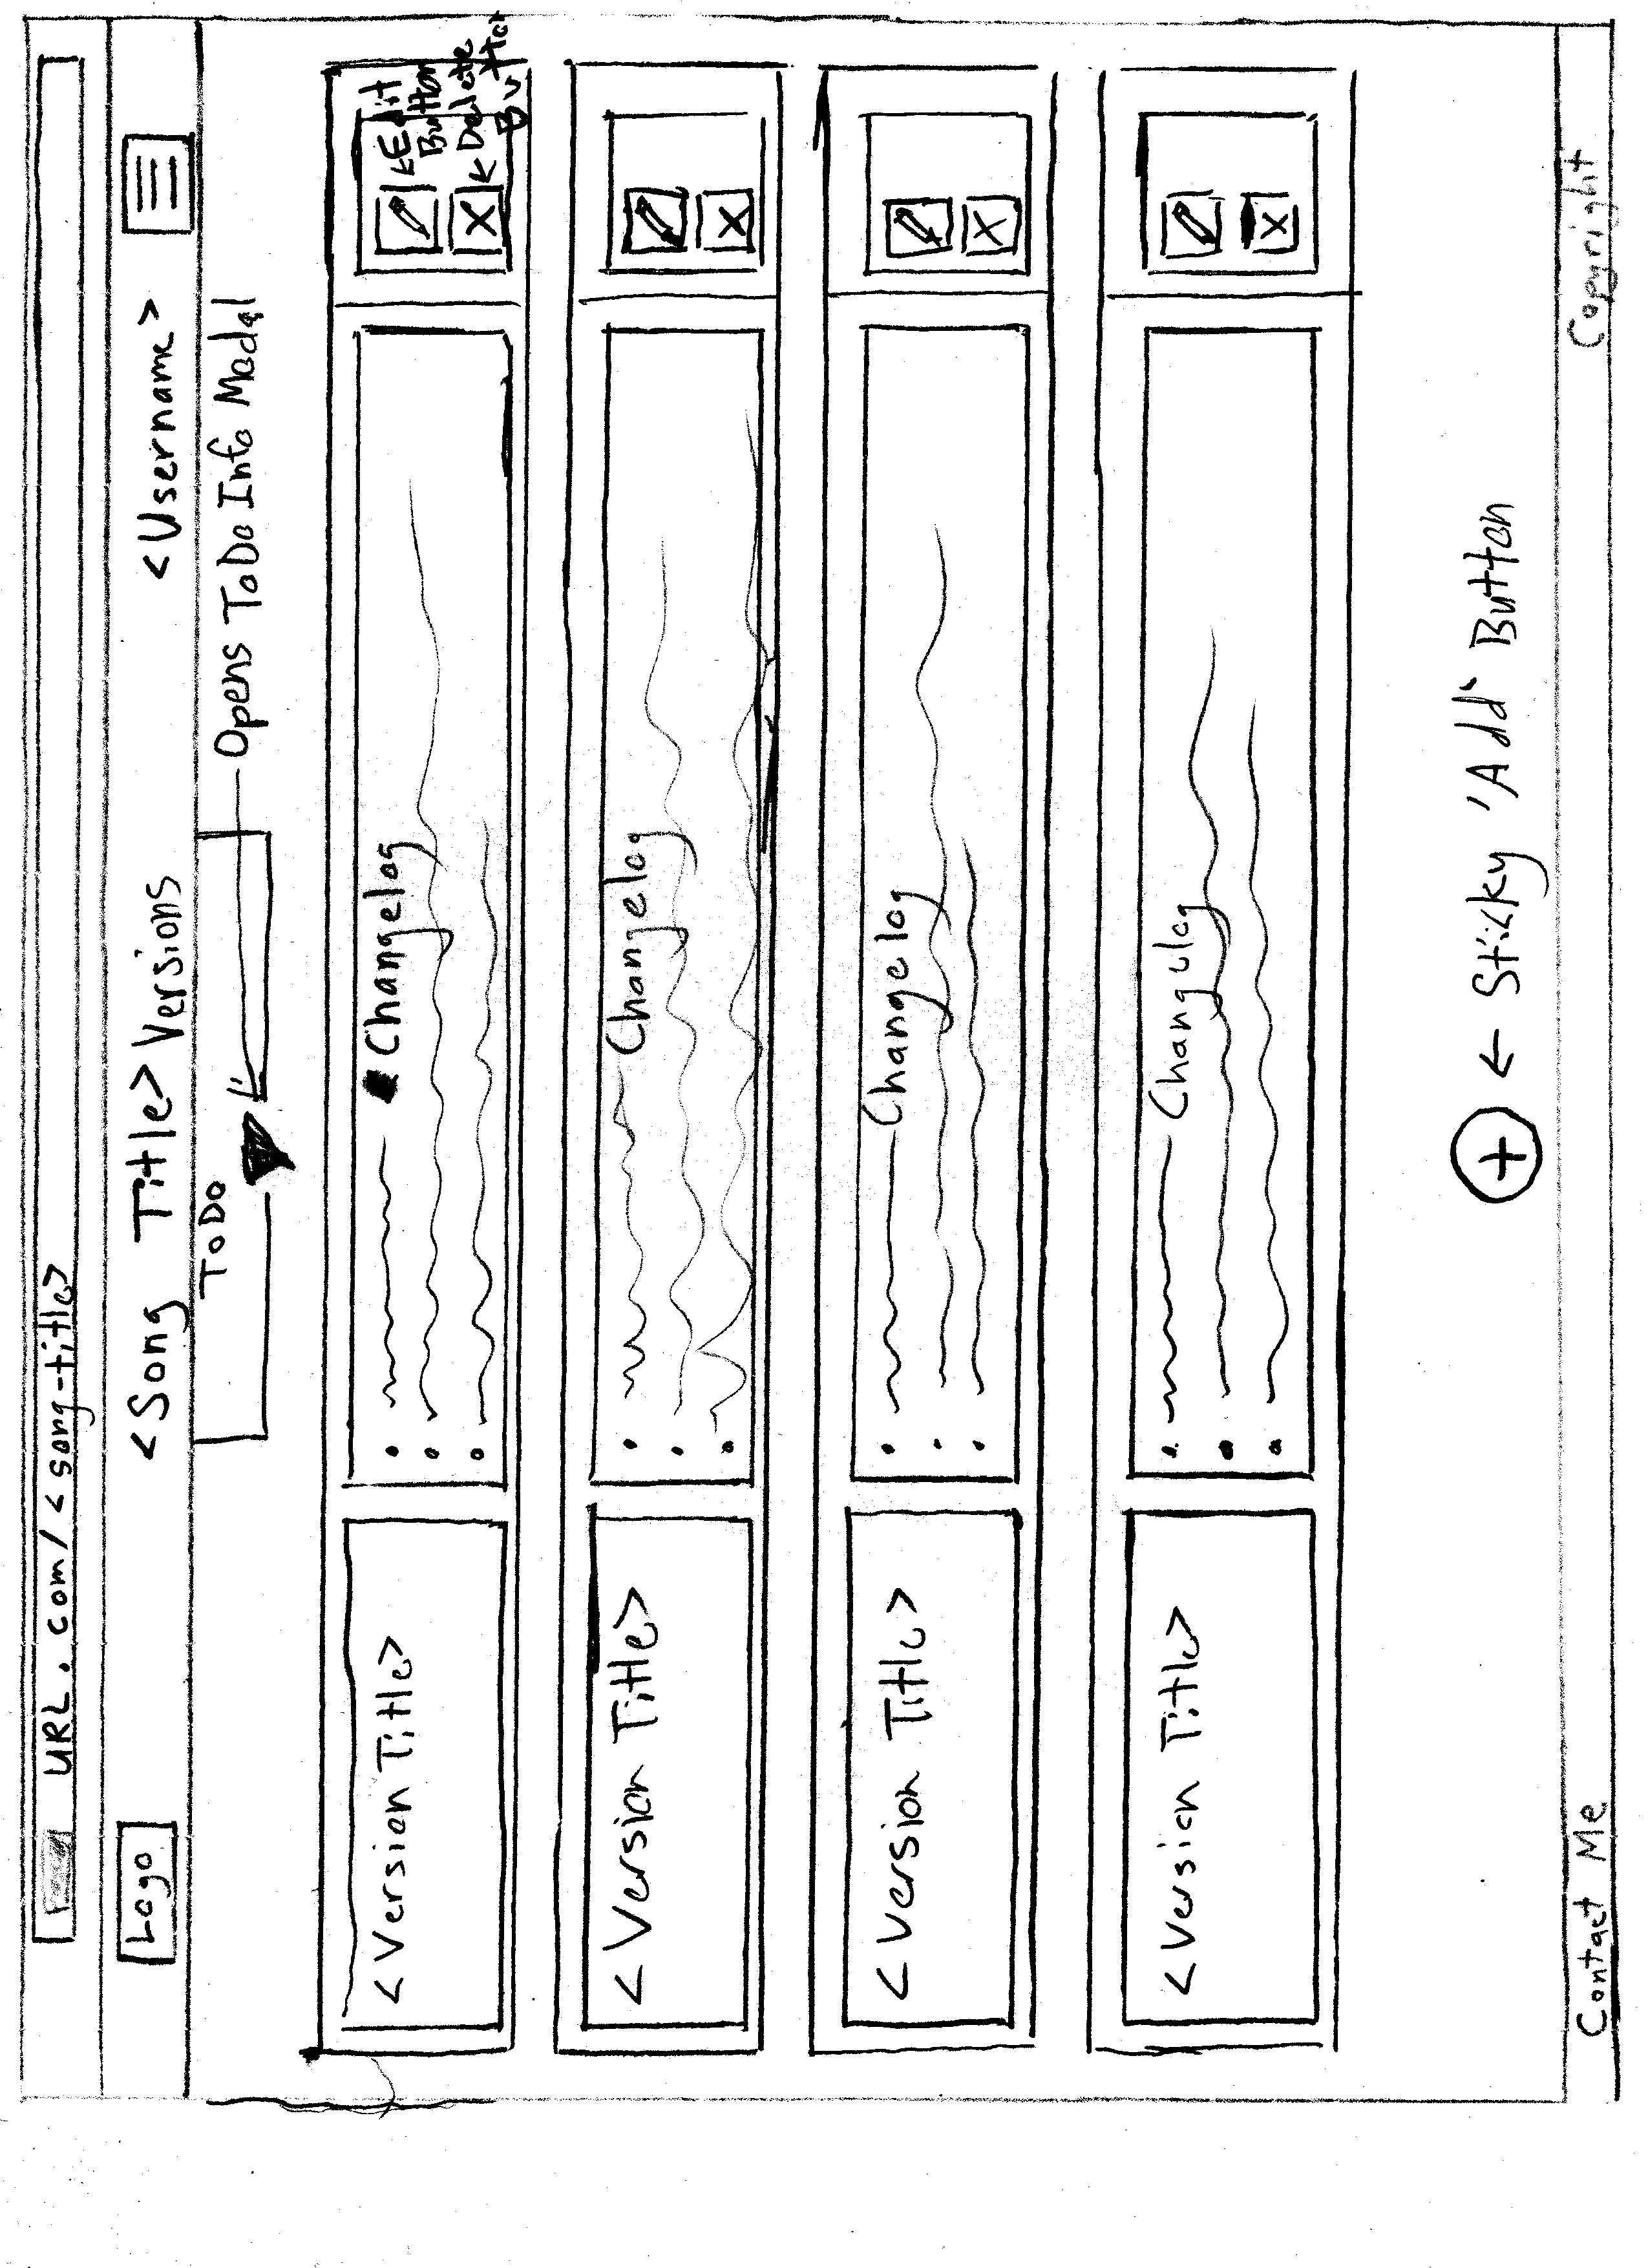 URL.com/<song-title>
Logo
<Song Title> Versions
<Username>
ToDo
Opens ToDo Info Modal
<Version Title>
Changelog
Edit
Button
Delete
Button
<Version Title>
Changelog
<Version Title>
Changelog
<Version Title>
Changelog
+ ← Sticky 'Add' Button
Contact Me
Copyright